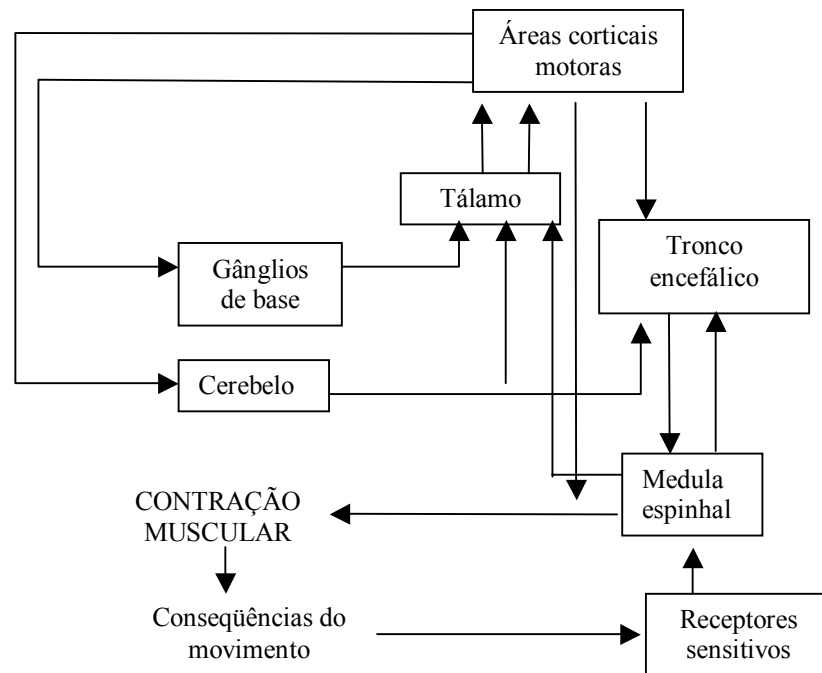 Áreas corticais
motoras
Tálamo
Tronco
encefálico
Gânglios
de base
Cerebelo
Medula
espinhal
CONTRAÇÃO
MUSCULAR
Conseqüências do
movimento
Receptores
sensitivos